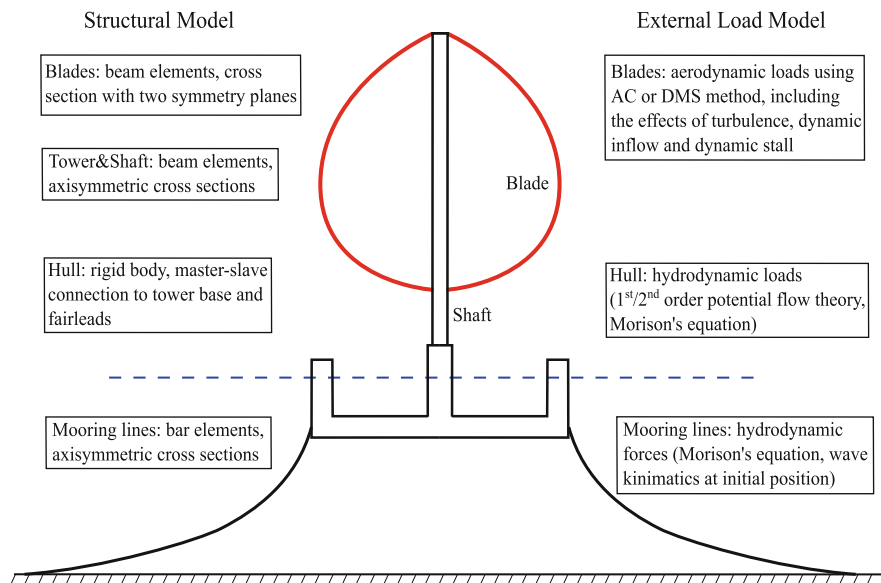 Structural Model
Blades: beam elements, cross
section with two symmetry planes
Tower&Shaft: beam elements,
axisymmetric cross sections
Hull: rigid body, master-slave
connection to tower base and
fairleads
Mooring lines: bar elements,
axisymmetric cross sections
Blade
Shaft
External Load Model
Blades: aerodynamic loads using
AC or DMS method, including
the effects of turbulence, dynamic
inflow and dynamic stall
Hull: hydrodynamic loads
(1st/2nd order potential flow theory,
Morison's equation)
Mooring lines: hydrodynamic
forces (Morison's equation, wave
kinimatics at initial position)